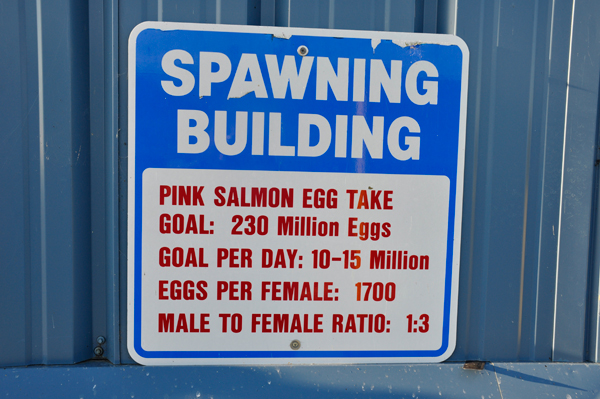 SPAWNING
BUILDING
PINK SALMON EGG TAKE
GOAL: 230 Million Eggs
GOAL PER DAY: 10-15 Million
EGGS PER FEMALE: 1700
MALE TO FEMALE RATIO: 1:3